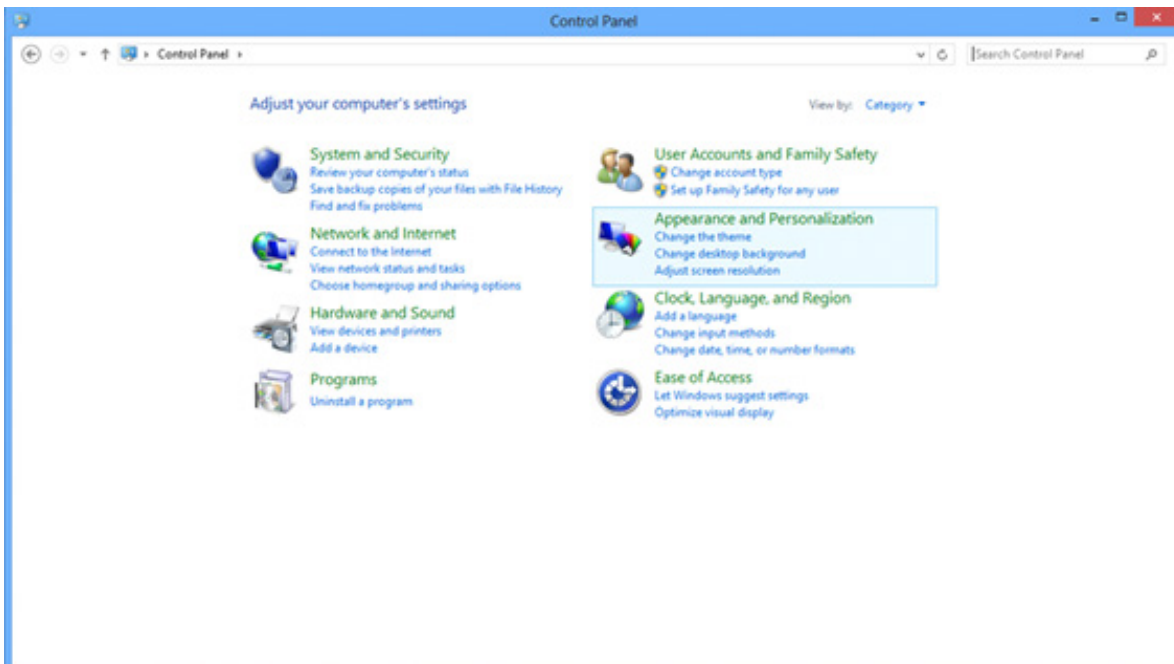 Control Panel
Control Panel
Search Control Panel
Adjust your computer's settings
View by: Category
System and Security
Review your computer's status
Save backup copies of your files with File History
Find and fix problems
Network and Internet
Connect to the Internet
View network status and tasks
Choose homegroup and sharing options
Hardware and Sound
View devices and printers
Add a device
Programs
Uninstall a program
User Accounts and Family Safety
Change account type
Set up Family Safety for any user
Appearance and Personalization
Change the theme
Change desktop background
Adjust screen resolution
Clock, Language, and Region
Add a language
Change input methods
Change date, time, or number formats
Ease of Access
Let Windows suggest settings
Optimize visual display